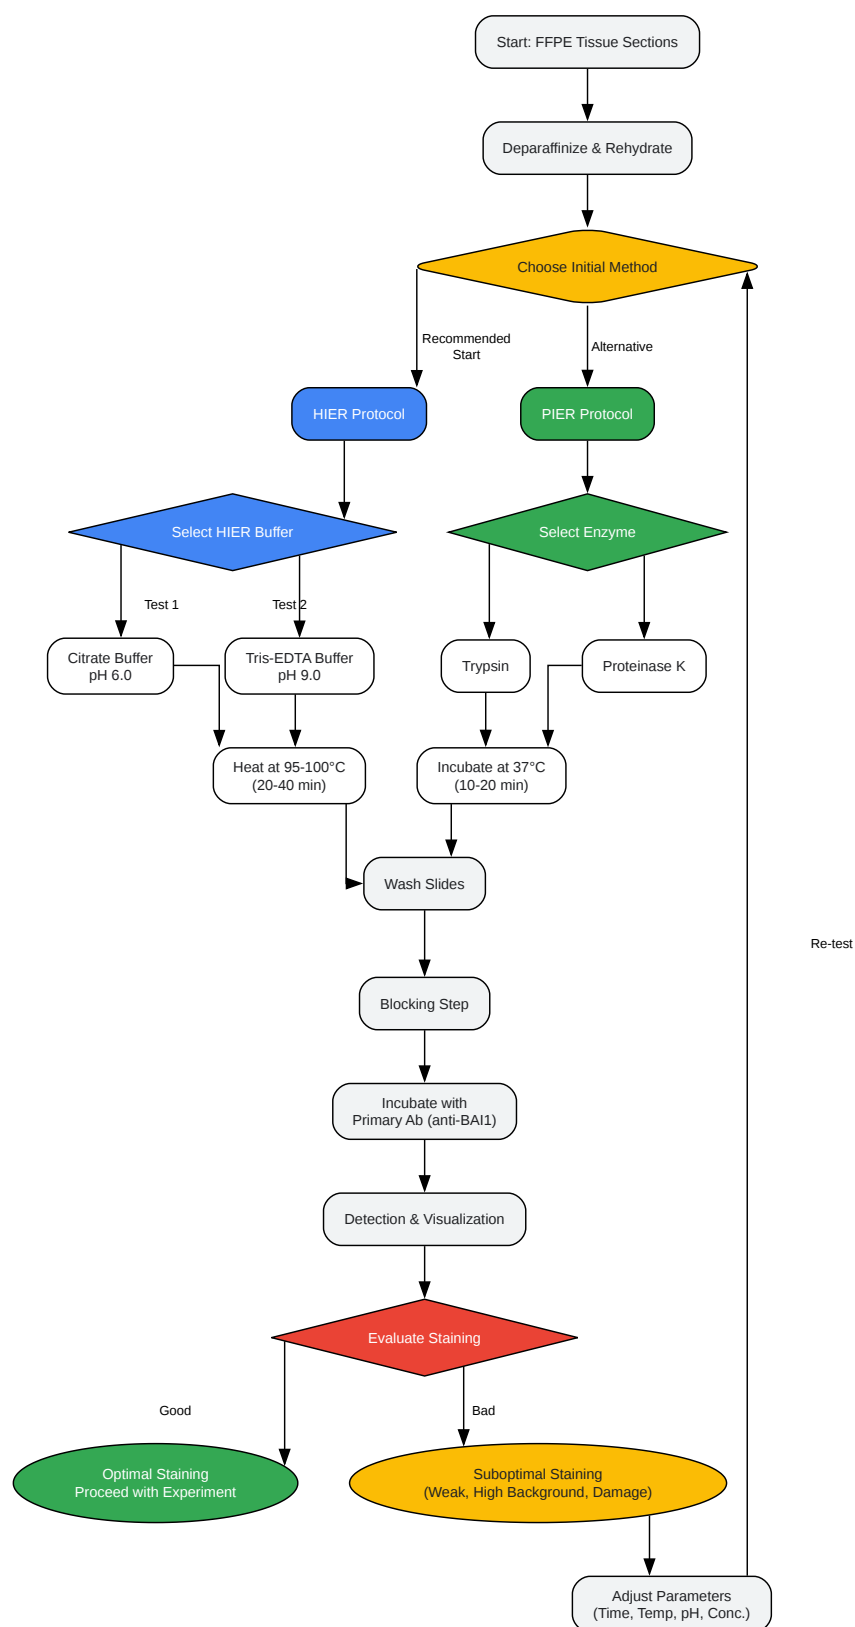 Start: FFPE Tissue Sections
Deparaffinize & Rehydrate
Choose Initial Method
Recommended
Start
Alternative
HIER Protocol
PIER Protocol
Select HIER Buffer
Select Enzyme
Test 1
Test 2
Citrate Buffer
pH 6.0
Tris-EDTA Buffer
pH 9.0
Trypsin
Proteinase K
Heat at 95-100°C
(20-40 min)
Incubate at 37°C
(10-20 min)
Wash Slides
Re-test
Blocking Step
Incubate with
Primary Ab (anti-BAI1)
Detection & Visualization
Evaluate Staining
Good
Bad
Optimal Staining
Proceed with Experiment
Suboptimal Staining
(Weak, High Background, Damage)
Adjust Parameters
(Time, Temp, pH, Conc.)